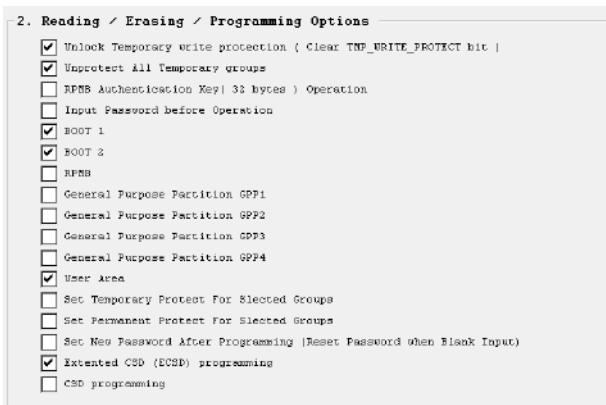 2. Reading / Erasing / Programming Options
Unlock Temporary write protection ( Clear TMP_WRITE_PROTECT bit )
Unprotect All Temporary groups
RPMB Authentication Key( 32 bytes ) Operation
Input Password before Operation
BOOT 1
BOOT 2
RPMB
General Purpose Partition GPP1
General Purpose Partition GPP2
General Purpose Partition GPP3
General Purpose Partition GPP4
User Area
Set Temporary Protect For Slected Groups
Set Permanent Protect For Slected Groups
Set New Password After Programming (Reset Password when Blank Input)
Extented CSD (ECSD) programming
CSD programming